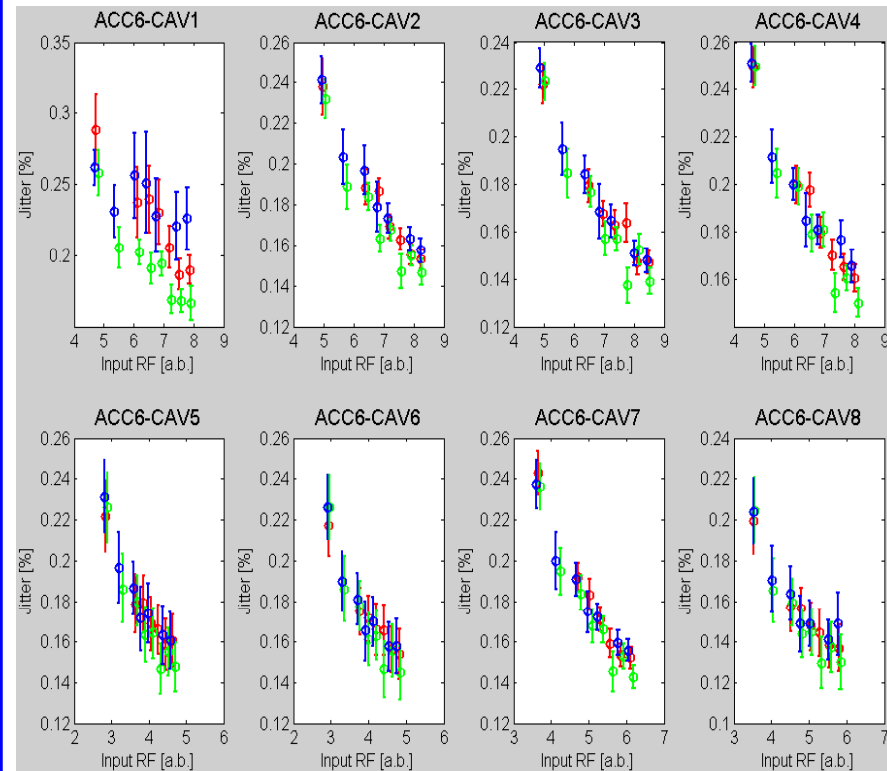 ACC6-CAV1 ACC6-CAV2 ACC6-CAV3 ACC6-CAV4
0.35 0.26 0.24 0.26
0.24 0.22 0.24
0.3 0.22 0.2 0.22
0.2 0.18 0.2
0.25 0.18 0.16 0.18
0.2 0.16 0.14 0.16
0.14 0.12
0.12
Jitter [%] Jitter [%] Jitter [%] Jitter [%]
4 5 6 7 8 9 4 5 6 7 8 9 4 5 6 7 8 9 4 5 6 7 8 9
Input RF [a.b.] Input RF [a.b.] Input RF [a.b.] Input RF [a.b.]
ACC6-CAV5 ACC6-CAV6 ACC6-CAV7 ACC6-CAV8
0.26 0.26 0.26 0.24
0.24 0.24 0.24 0.22
0.22 0.22 0.22 0.2
0.2 0.2 0.2 0.18
0.18 0.18 0.18 0.16
0.16 0.16 0.16 0.14
0.14 0.14 0.14 0.12
0.12 0.12 0.12 0.1
Jitter [%] Jitter [%] Jitter [%] Jitter [%]
2 3 4 5 6 2 3 4 5 6 3 4 5 6 7 3 4 5 6 7
Input RF [a.b.] Input RF [a.b.] Input RF [a.b.] Input RF [a.b.]